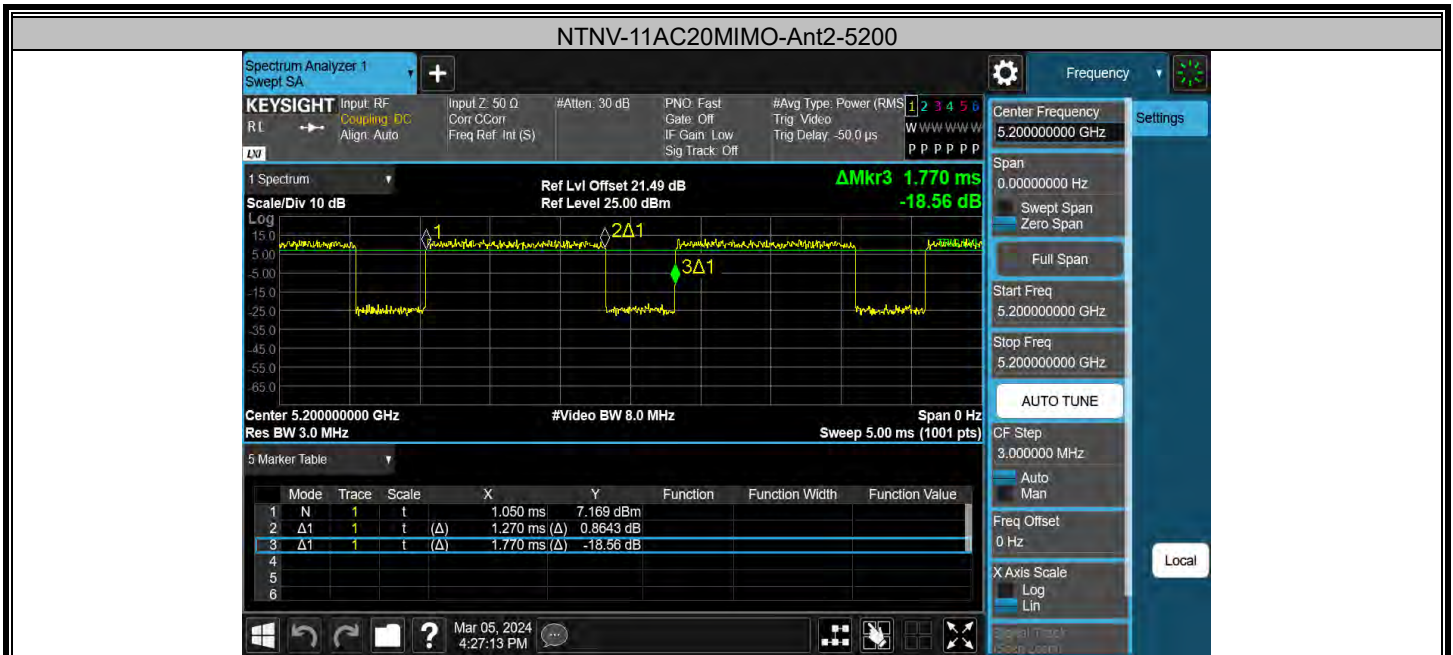 NTNV-11AC20MIMO-Ant2-5200
Spectrum Analyzer 1
Swept SA
+
Frequency
KEYSIGHT
RL
LXI
Input: RF
Coupling: DC
Align: Auto
Input Z: 50 Ω
Corr CCorr
Freq Ref: Int (S)
#Atten: 30 dB
PNO: Fast
Gate: Off
IF Gain: Low
Sig Track: Off
#Avg Type: Power (RMS
Trig: Video
Trig Delay: -50.0 µs
1 2 3 4 5 6
W W W W W W
P P P P P P
Center Frequency
5.200000000 GHz
Settings
1 Spectrum
Ref Lvl Offset 21.49 dB
ΔMkr3 1.770 ms
Scale/Div 10 dB
Ref Level 25.00 dBm
-18.56 dB
Span
0.00000000 Hz
Swept Span
Zero Span
Full Span
Log
15.0
5.00
-5.00
-15.0
-25.0
-35.0
-45.0
-55.0
-65.0
1
2Δ1
3Δ1
Start Freq
5.200000000 GHz
Stop Freq
5.200000000 GHz
AUTO TUNE
Center 5.200000000 GHz
#Video BW 8.0 MHz
Span 0 Hz
Res BW 3.0 MHz
Sweep 5.00 ms (1001 pts)
CF Step
3.000000 MHz
Auto
Man
5 Marker Table
Mode Trace Scale X Y Function Function Width Function Value
1 N 1 t 1.050 ms 7.169 dBm
2 Δ1 1 t (Δ) 1.270 ms (Δ) 0.8643 dB
3 Δ1 1 t (Δ) 1.770 ms (Δ) -18.56 dB
4
5
6
Freq Offset
0 Hz
X Axis Scale
Log
Lin
Local
Signal Track
(Span Zoom)
?
Mar 05, 2024
4:27:13 PM